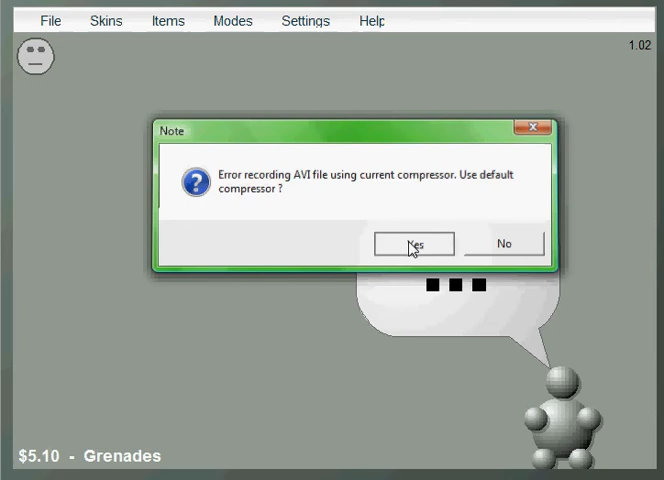 File Skins Items Modes Settings Help
1.02
Note
Error recording AVI file using current compressor. Use default
compressor ?
Yes No
$5.10 - Grenades